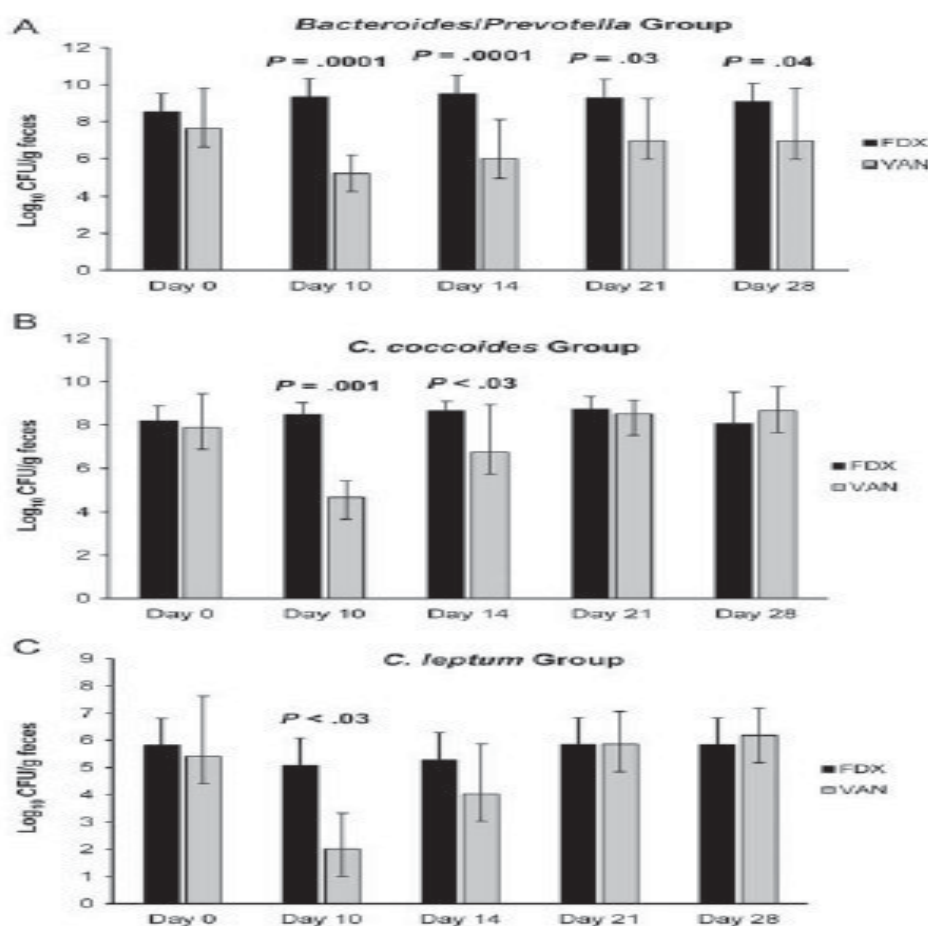 A
Bacteroides/Prevotella Group
12
10
8
6
4
2
0
Log10 CFU/g feces
P = .0001
P = .0001
P = .03
P = .04
FDX
VAN
Day 0
Day 10
Day 14
Day 21
Day 28
B
C. coccoides Group
12
10
8
6
4
2
0
Log10 CFU/g feces
P = .001
P < .03
FDX
VAN
Day 0
Day 10
Day 14
Day 21
Day 28
C
C. leptum Group
9
8
7
6
5
4
3
2
1
0
Log10 CFU/g feces
P < .03
FDX
VAN
Day 0
Day 10
Day 14
Day 21
Day 28